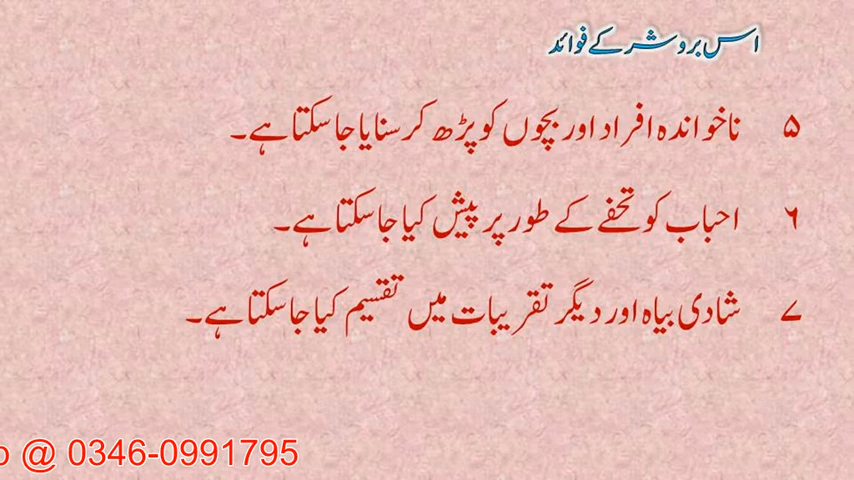 اس بروشر کے فوائد
۵ ناخواندہ افراد اور بچوں کو پڑھ کر سنایا جا سکتا ہے۔
۶ احباب کو تحفے کے طور پر پیش کیا جا سکتا ہے۔
۷ شادی بیاہ اور دیگر تقریبات میں تقسیم کیا جا سکتا ہے۔
@ 0346-0991795